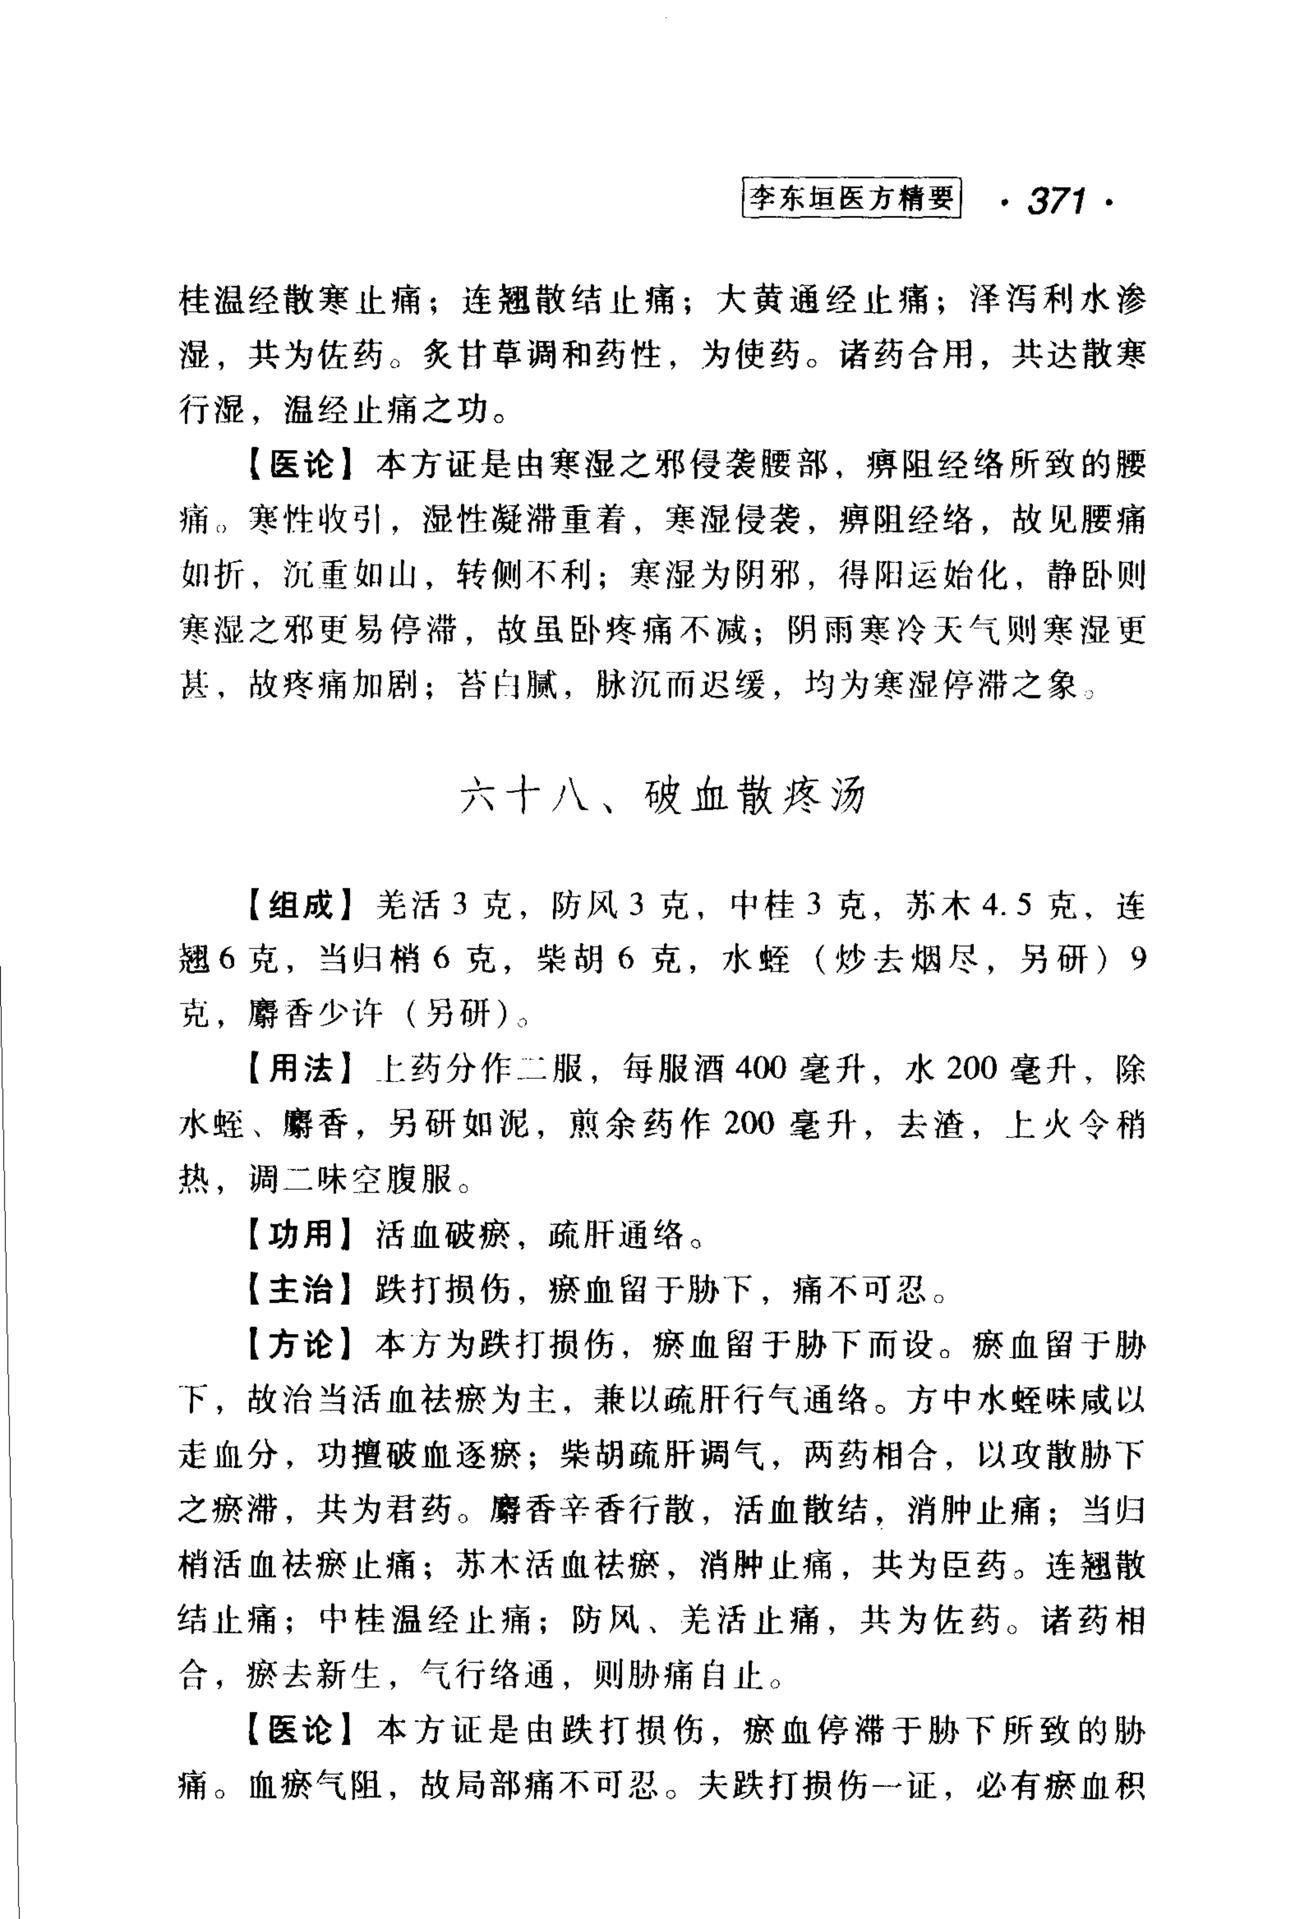 李东垣医方精要 · 371 ·
桂温经散寒止痛；连翘散结止痛；大黄通经止痛；泽泻利水渗
湿，共为佐药。炙甘草调和药性，为使药。诸药合用，共达散寒
行湿，温经止痛之功。
【医论】本方证是由寒湿之邪侵袭腰部，痹阻经络所致的腰
痛。寒性收引，湿性凝滞重着，寒湿侵袭，痹阻经络，故见腰痛
如折，沉重如山，转侧不利；寒湿为阴邪，得阳运始化，静卧则
寒湿之邪更易停滞，故虽卧疼痛不减；阴雨寒冷天气则寒湿更
甚，故疼痛加剧；苔白腻，脉沉而迟缓，均为寒湿停滞之象。
六十八、破血散疼汤
【组成】羌活 3 克，防风 3 克，中桂 3 克，苏木 4.5 克，连
翘 6 克，当归梢 6 克，柴胡 6 克，水蛭（炒去烟尽，另研）9
克，麝香少许（另研）。
【用法】上药分作二服，每服酒 400 毫升，水 200 毫升，除
水蛭、麝香，另研如泥，煎余药作 200 毫升，去渣，上火令稍
热，调二味空腹服。
【功用】活血破瘀，疏肝通络。
【主治】跌打损伤，瘀血留于胁下，痛不可忍。
【方论】本方为跌打损伤，瘀血留于胁下而设。瘀血留于胁
下，故治当活血祛瘀为主，兼以疏肝行气通络。方中水蛭味咸以
走血分，功擅破血逐瘀；柴胡疏肝调气，两药相合，以攻散胁下
之瘀滞，共为君药。麝香辛香行散，活血散结，消肿止痛；当归
梢活血祛瘀止痛；苏木活血祛瘀，消肿止痛，共为臣药。连翘散
结止痛；中桂温经止痛；防风、羌活止痛，共为佐药。诸药相
合，瘀去新生，气行络通，则胁痛自止。
【医论】本方证是由跌打损伤，瘀血停滞于胁下所致的胁
痛。血瘀气阻，故局部痛不可忍。夫跌打损伤一证，必有瘀血积